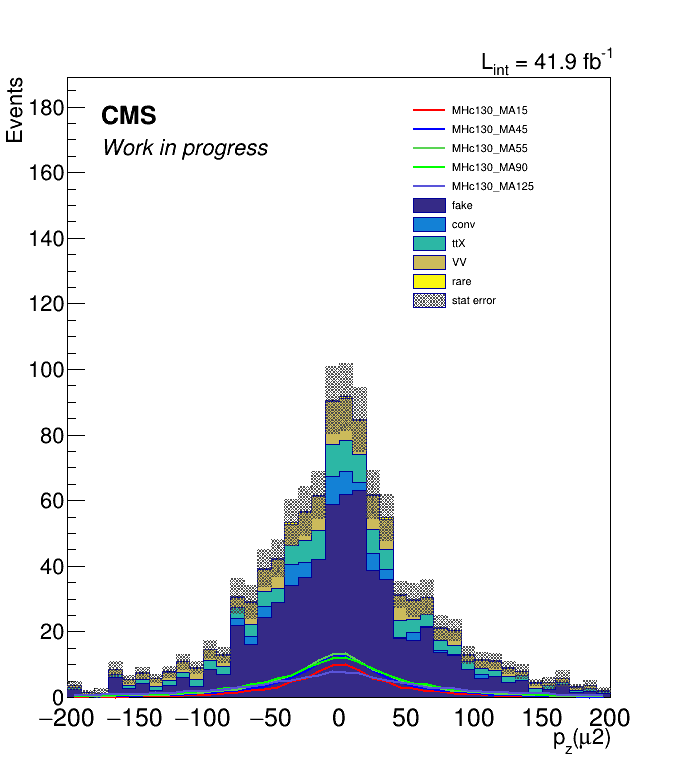 L_int = 41.9 fb^-1
Events
CMS
Work in progress
MHc130_MA15
MHc130_MA45
MHc130_MA55
MHc130_MA90
MHc130_MA125
fake
conv
ttX
VV
rare
stat error
180
160
140
120
100
80
60
40
20
0
−200 −150 −100 −50 0 50 100 150 200
p_z(μ2)